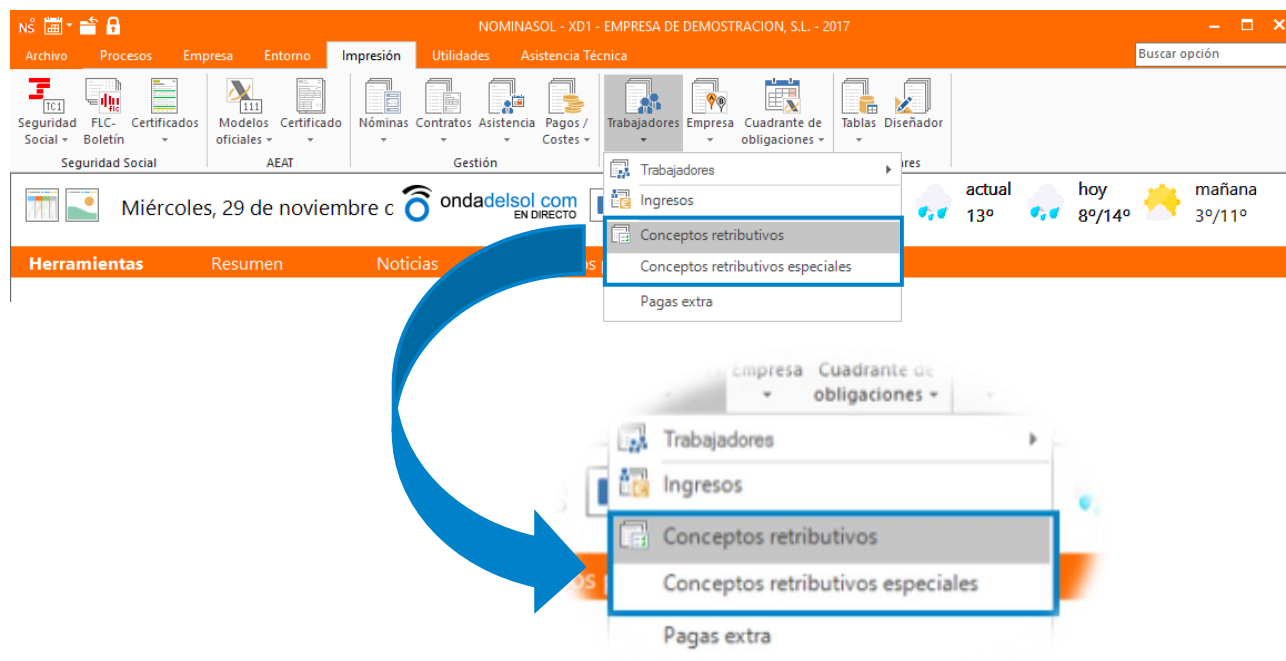 NOMINASOL - XD1 - EMPRESA DE DEMOSTRACION, S.L. - 2017
Archivo Procesos Empresa Entorno Impresión Utilidades Asistencia Técnica Buscar opción
TC1 flc 111
Seguridad FLC- Certificados Modelos Certificado Nóminas Contratos Asistencia Pagos / Trabajadores Empresa Cuadrante de Tablas Diseñador
Social Boletín oficiales Costes obligaciones
Seguridad Social AEAT Gestión
Trabajadores
Ingresos
Conceptos retributivos
Conceptos retributivos especiales
Pagas extra
Miércoles, 29 de noviembre ondadelsol com
EN DIRECTO
actual hoy mañana
13º 8º/14º 3º/11º
Herramientas Resumen Noticias
Empresa Cuadrante de
obligaciones
Trabajadores
Ingresos
Conceptos retributivos
Conceptos retributivos especiales
Pagas extra